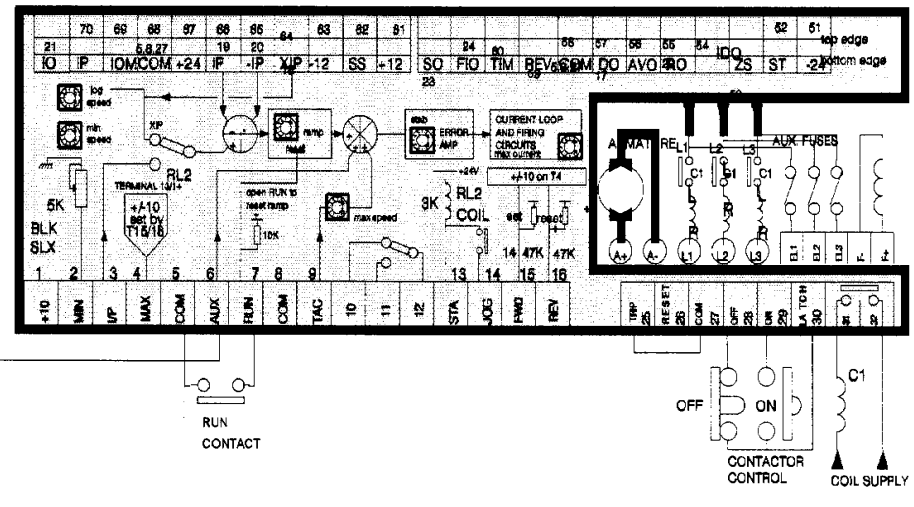 70 69 68 67 66 65 64 63 62 61
52 51
top edge
21 5.8.27 19 20
24 60 57 56 54
bottom edge
IO IP IOM COM +24 IF -IP XIP -12 SS +12
SO FIO TIM REV COM DO AVO RO IDO ZS ST -24
23 17
log speed
min speed
XIP
RL2
ramp
reset
stab
ERROR AMP
CURRENT LOOP
AND FIRING
CIRCUITS
max current
ARMATURE
L1 L2 L3
AUX FUSES
C1 C1 C1
5K
BLK
SLX
TERMINAL 13/14
+/-10
set by
T15/16
open RUN to
reset ramp
10K
max speed
+24V
RL2
3K
COIL
+/-10 on T4
set reset
14 47K 47K
A+ A- L1 L2 L3 EL1 EL2 EL3 F- F+
1 2 3 4 5 6 7 8 9 13 14 15 16
+10 MIN I/P MAX COM AUX RUN COM TAC 10 11 12 STA JOG FWD REV
TRIP 25 RESET 26 COM 27 OFF 28 ON 29 LATCH 30 31 32
RUN
CONTACT
OFF
ON
C1
CONTACTOR
CONTROL
COIL SUPPLY